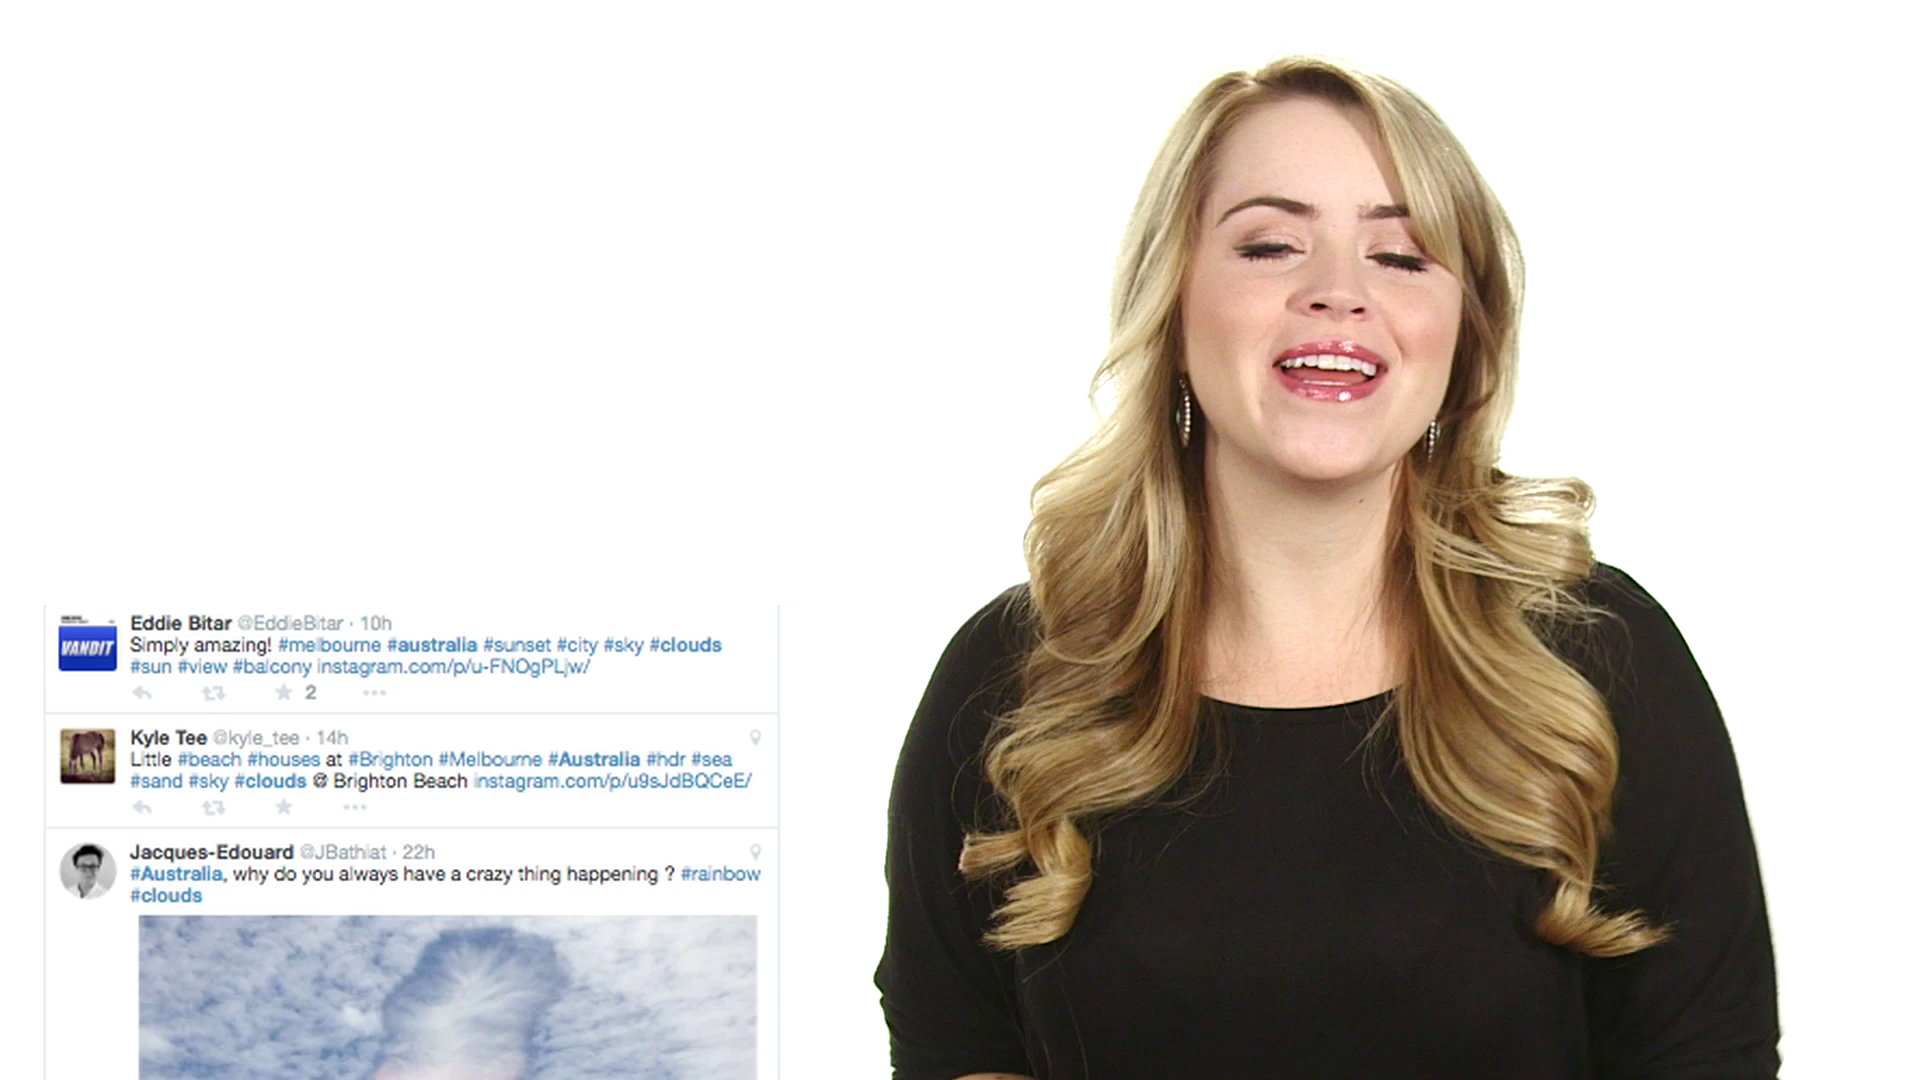 Eddie Bitar @EddieBitar · 10h
VANDIT
Simply amazing! #melbourne #australia #sunset #city #sky #clouds
#sun #view #balcony instagram.com/p/u-FNOgPLjw/
2
Kyle Tee @kyle_tee · 14h
Little #beach #houses at #Brighton #Melbourne #Australia #hdr #sea
#sand #sky #clouds @ Brighton Beach instagram.com/p/u9sJdBQCeE/
Jacques-Edouard @JBathiat · 22h
#Australia, why do you always have a crazy thing happening ? #rainbow
#clouds